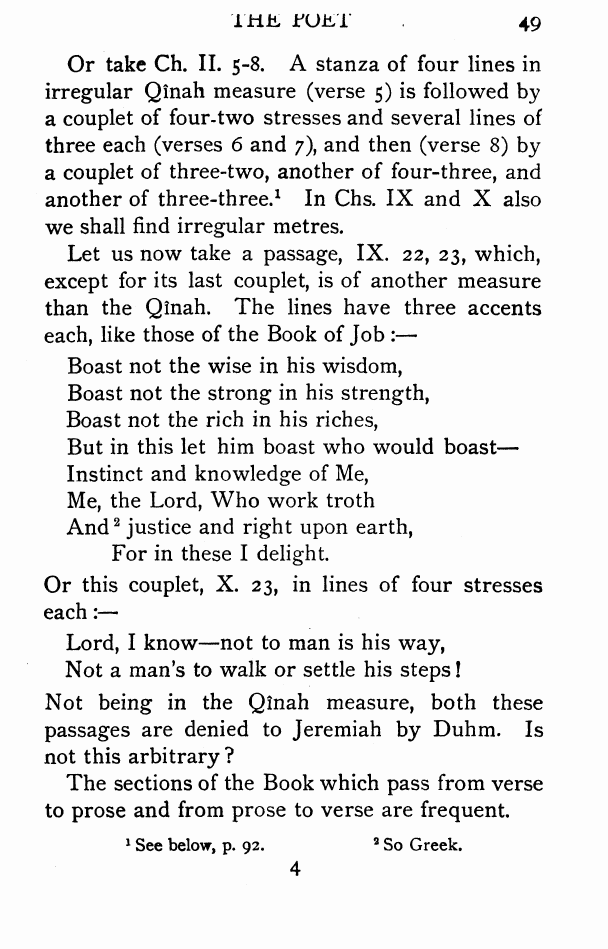 THE POET 49
Or take Ch. II. 5-8. A stanza of four lines in
irregular Qînah measure (verse 5) is followed by
a couplet of four-two stresses and several lines of
three each (verses 6 and 7), and then (verse 8) by
a couplet of three-two, another of four-three, and
another of three-three.¹ In Chs. IX and X also
we shall find irregular metres.
Let us now take a passage, IX. 22, 23, which,
except for its last couplet, is of another measure
than the Qînah. The lines have three accents
each, like those of the Book of Job :—
Boast not the wise in his wisdom,
Boast not the strong in his strength,
Boast not the rich in his riches,
But in this let him boast who would boast—
Instinct and knowledge of Me,
Me, the Lord, Who work troth
And ² justice and right upon earth,
For in these I delight.
Or this couplet, X. 23, in lines of four stresses
each :—
Lord, I know—not to man is his way,
Not a man's to walk or settle his steps !
Not being in the Qînah measure, both these
passages are denied to Jeremiah by Duhm. Is
not this arbitrary ?
The sections of the Book which pass from verse
to prose and from prose to verse are frequent.
¹ See below, p. 92. ² So Greek.
4